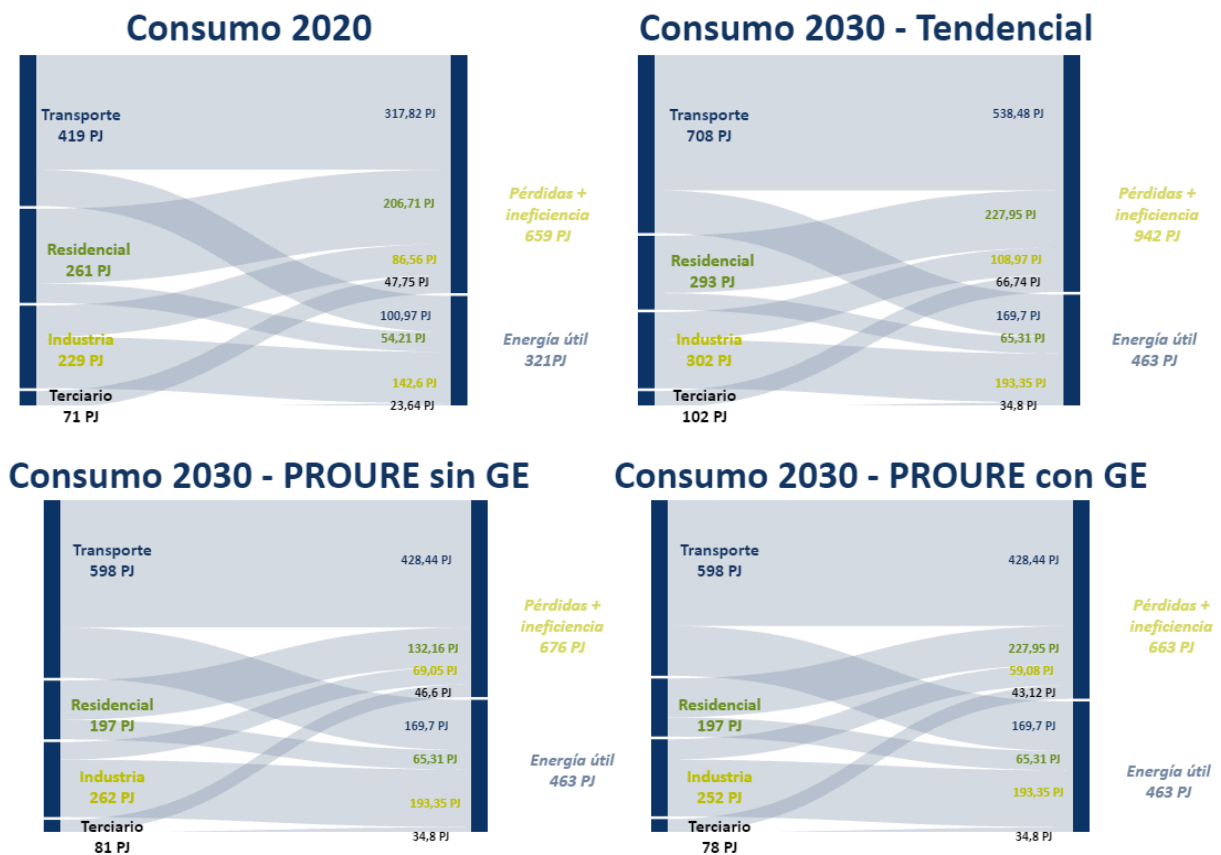 Consumo 2020
Transporte
419 PJ
317,82 PJ
Pérdidas +
ineficiencia
659 PJ
206,71 PJ
Residencial
261 PJ
86,56 PJ
47,75 PJ
100,97 PJ
54,21 PJ
Industria
229 PJ
Energía útil
321PJ
142,6 PJ
23,64 PJ
Terciario
71 PJ
Consumo 2030 - Tendencial
Transporte
708 PJ
538,48 PJ
Pérdidas +
ineficiencia
942 PJ
227,95 PJ
Residencial
293 PJ
108,97 PJ
66,74 PJ
169,7 PJ
65,31 PJ
Industria
302 PJ
Energía útil
463 PJ
193,35 PJ
34,8 PJ
Terciario
102 PJ
Consumo 2030 - PROURE sin GE
Transporte
598 PJ
428,44 PJ
Pérdidas +
ineficiencia
676 PJ
132,16 PJ
69,05 PJ
46,6 PJ
Residencial
197 PJ
169,7 PJ
65,31 PJ
Energía útil
463 PJ
Industria
262 PJ
193,35 PJ
34,8 PJ
Terciario
81 PJ
Consumo 2030 - PROURE con GE
Transporte
598 PJ
428,44 PJ
Pérdidas +
ineficiencia
663 PJ
227,95 PJ
59,08 PJ
43,12 PJ
Residencial
197 PJ
169,7 PJ
65,31 PJ
Energía útil
463 PJ
Industria
252 PJ
193,35 PJ
34,8 PJ
Terciario
78 PJ